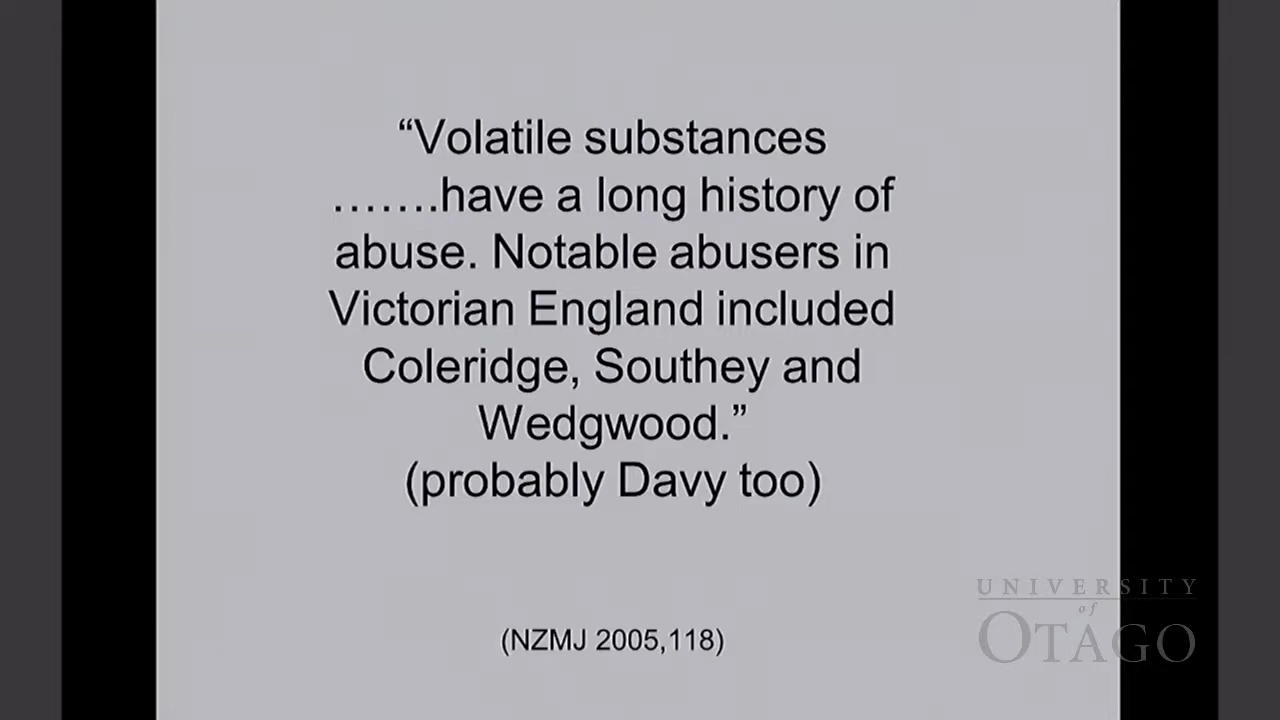 “Volatile substances
…….have a long history of
abuse. Notable abusers in
Victorian England included
Coleridge, Southey and
Wedgwood.”
(probably Davy too)
(NZMJ 2005,118)
UNIVERSITY
of
OTAGO